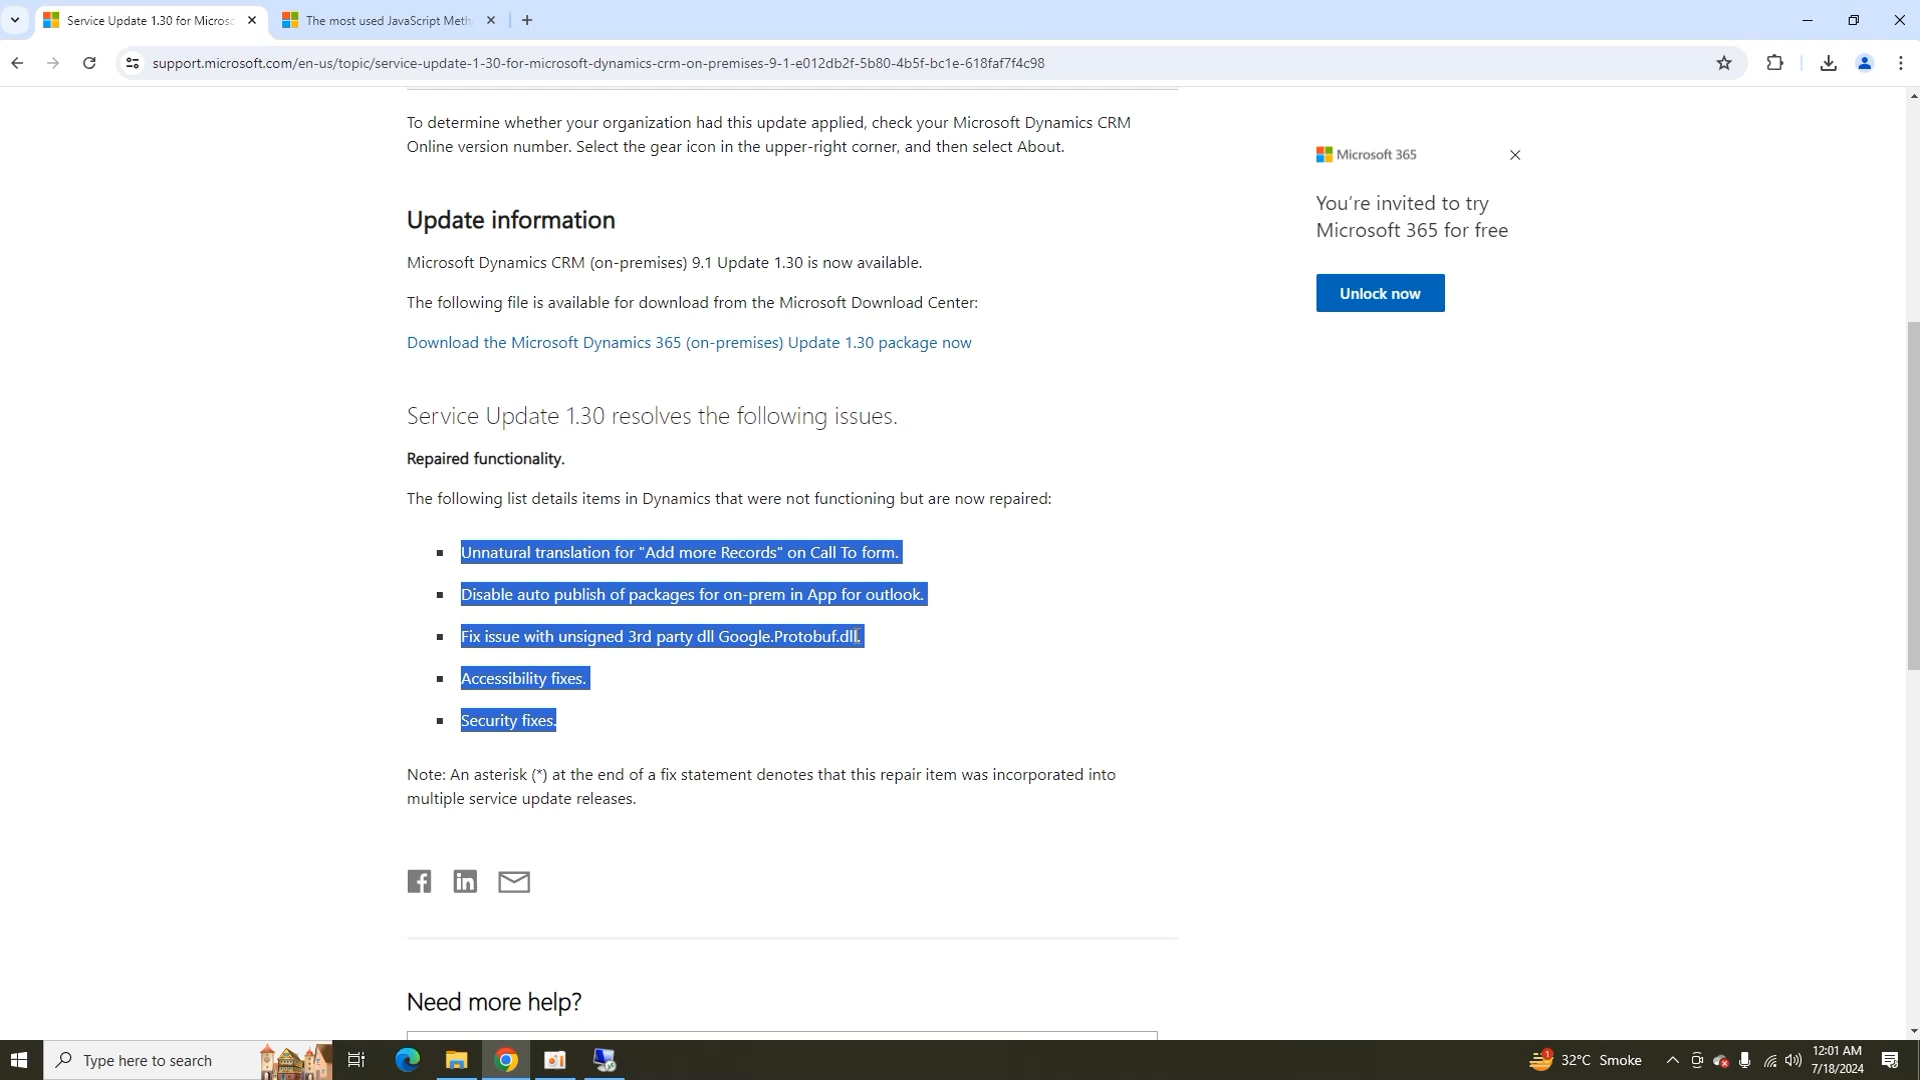 Service Update 1.30 for Microso
The most used JavaScript Meth
support.microsoft.com/en-us/topic/service-update-1-30-for-microsoft-dynamics-crm-on-premises-9-1-e012db2f-5b80-4b5f-bc1e-618faf7f4c98
To determine whether your organization had this update applied, check your Microsoft Dynamics CRM
Online version number. Select the gear icon in the upper-right corner, and then select About.
Microsoft 365
You're invited to try
Microsoft 365 for free
Unlock now
Update information
Microsoft Dynamics CRM (on-premises) 9.1 Update 1.30 is now available.
The following file is available for download from the Microsoft Download Center:
Download the Microsoft Dynamics 365 (on-premises) Update 1.30 package now
Service Update 1.30 resolves the following issues.
Repaired functionality.
The following list details items in Dynamics that were not functioning but are now repaired:
Unnatural translation for "Add more Records" on Call To form.
Disable auto publish of packages for on-prem in App for outlook.
Fix issue with unsigned 3rd party dll Google.Protobuf.dll.
Accessibility fixes.
Security fixes.
Note: An asterisk (*) at the end of a fix statement denotes that this repair item was incorporated into
multiple service update releases.
Need more help?
Type here to search
1
32°C Smoke
12:01 AM
7/18/2024